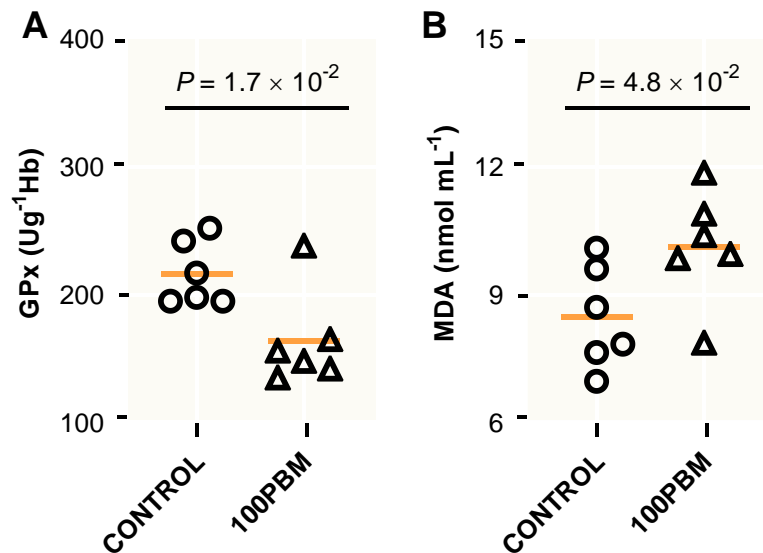 A
400
300
200
100
GPx (Ug⁻¹Hb)
P = 1.7 × 10⁻²
CONTROL
100PBM
B
15
12
9
6
MDA (nmol mL⁻¹)
P = 4.8 × 10⁻²
CONTROL
100PBM